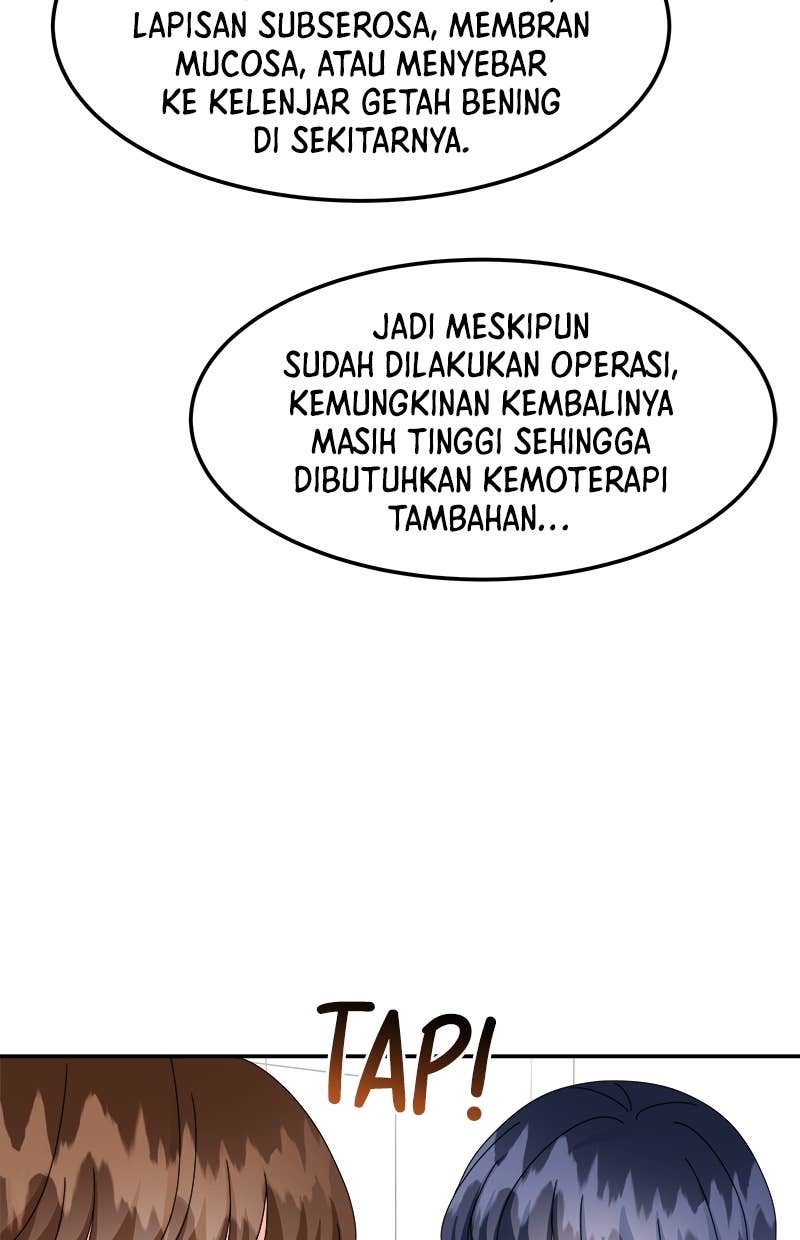 LAPISAN SUBSEROSA, MEMBRAN
MUCOSA, ATAU MENYEBAR
KE KELENJAR GETAH BENING
DI SEKITARNYA.
JADI MESKIPUN
SUDAH DILAKUKAN OPERASI,
KEMUNGKINAN KEMBALINYA
MASIH TINGGI SEHINGGA
DIBUTUHKAN KEMOTERAPI
TAMBAHAN...
TAP!